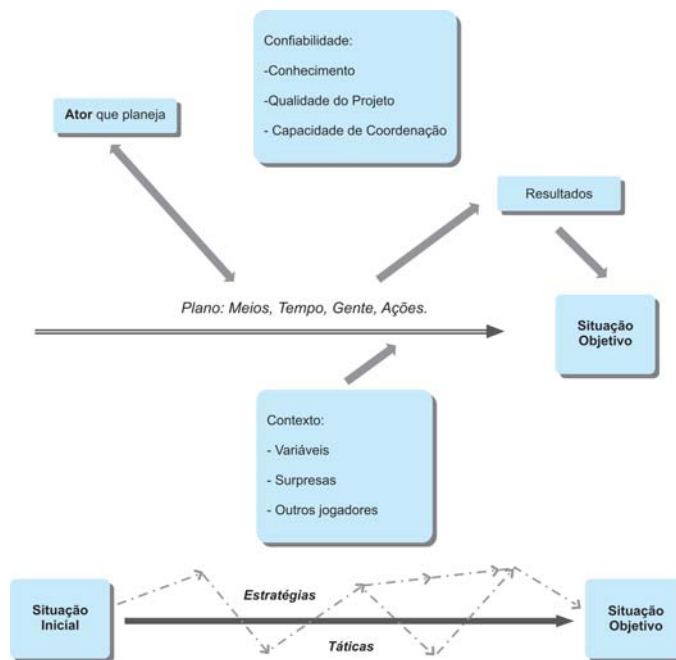 Confiabilidade:
-Conhecimento
-Qualidade do Projeto
- Capacidade de Coordenação
Ator que planeja
Resultados
Plano: Meios, Tempo, Gente, Ações.
Situação
Objetivo
Contexto:
- Variáveis
- Surpresas
- Outros jogadores
Situação
Inicial
Estratégias
Táticas
Situação
Objetivo